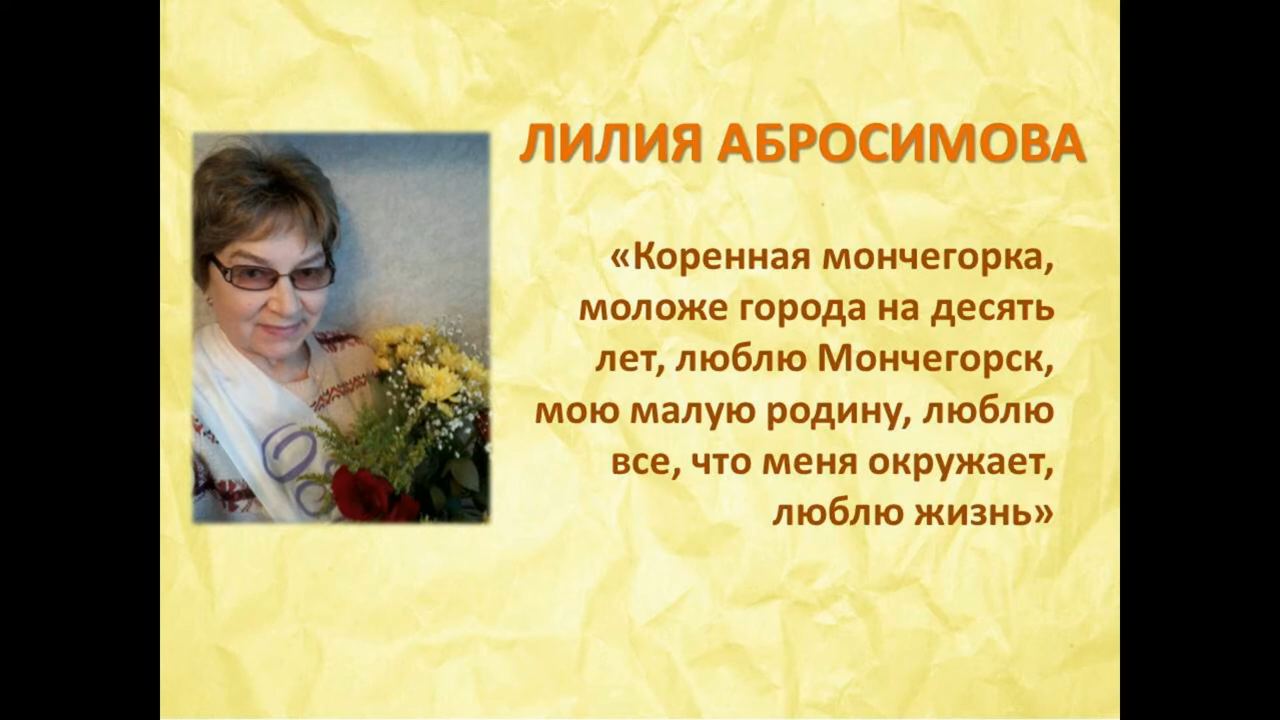 ЛИЛИЯ АБРОСИМОВА
«Коренная мончегорка,
моложе города на десять
лет, люблю Мончегорск,
мою малую родину, люблю
все, что меня окружает,
люблю жизнь»